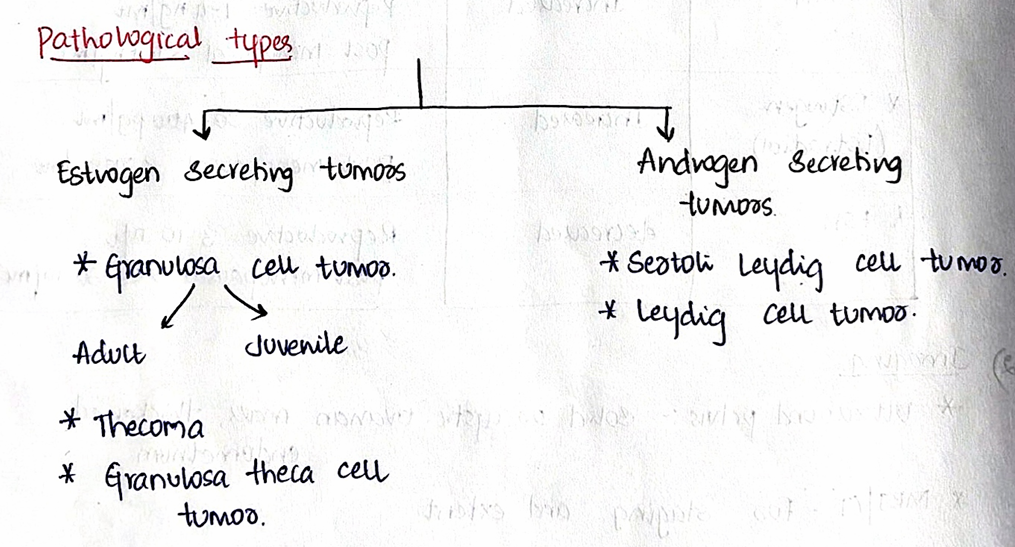 Pathological types
Estrogen secreting tumors
Androgen secreting
tumors.
* Granulosa cell tumor.
Adult
Juvenile
* Thecoma
* Granulosa theca cell
tumor.
* Sertoli Leydig cell tumor.
* Leydig cell tumor.